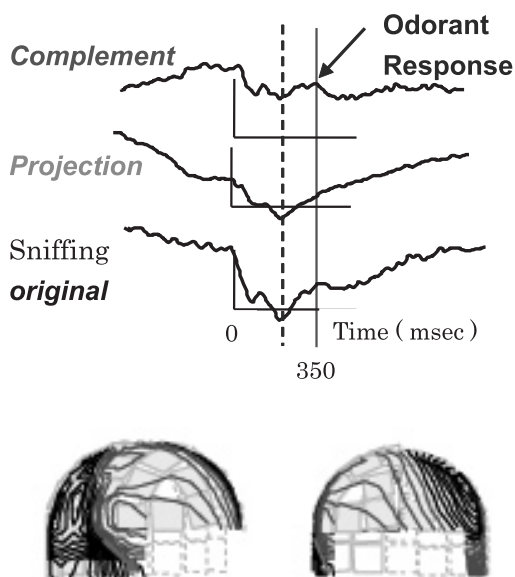 Complement
Odorant
Response
Projection
Sniffing
original
0
Time ( msec )
350